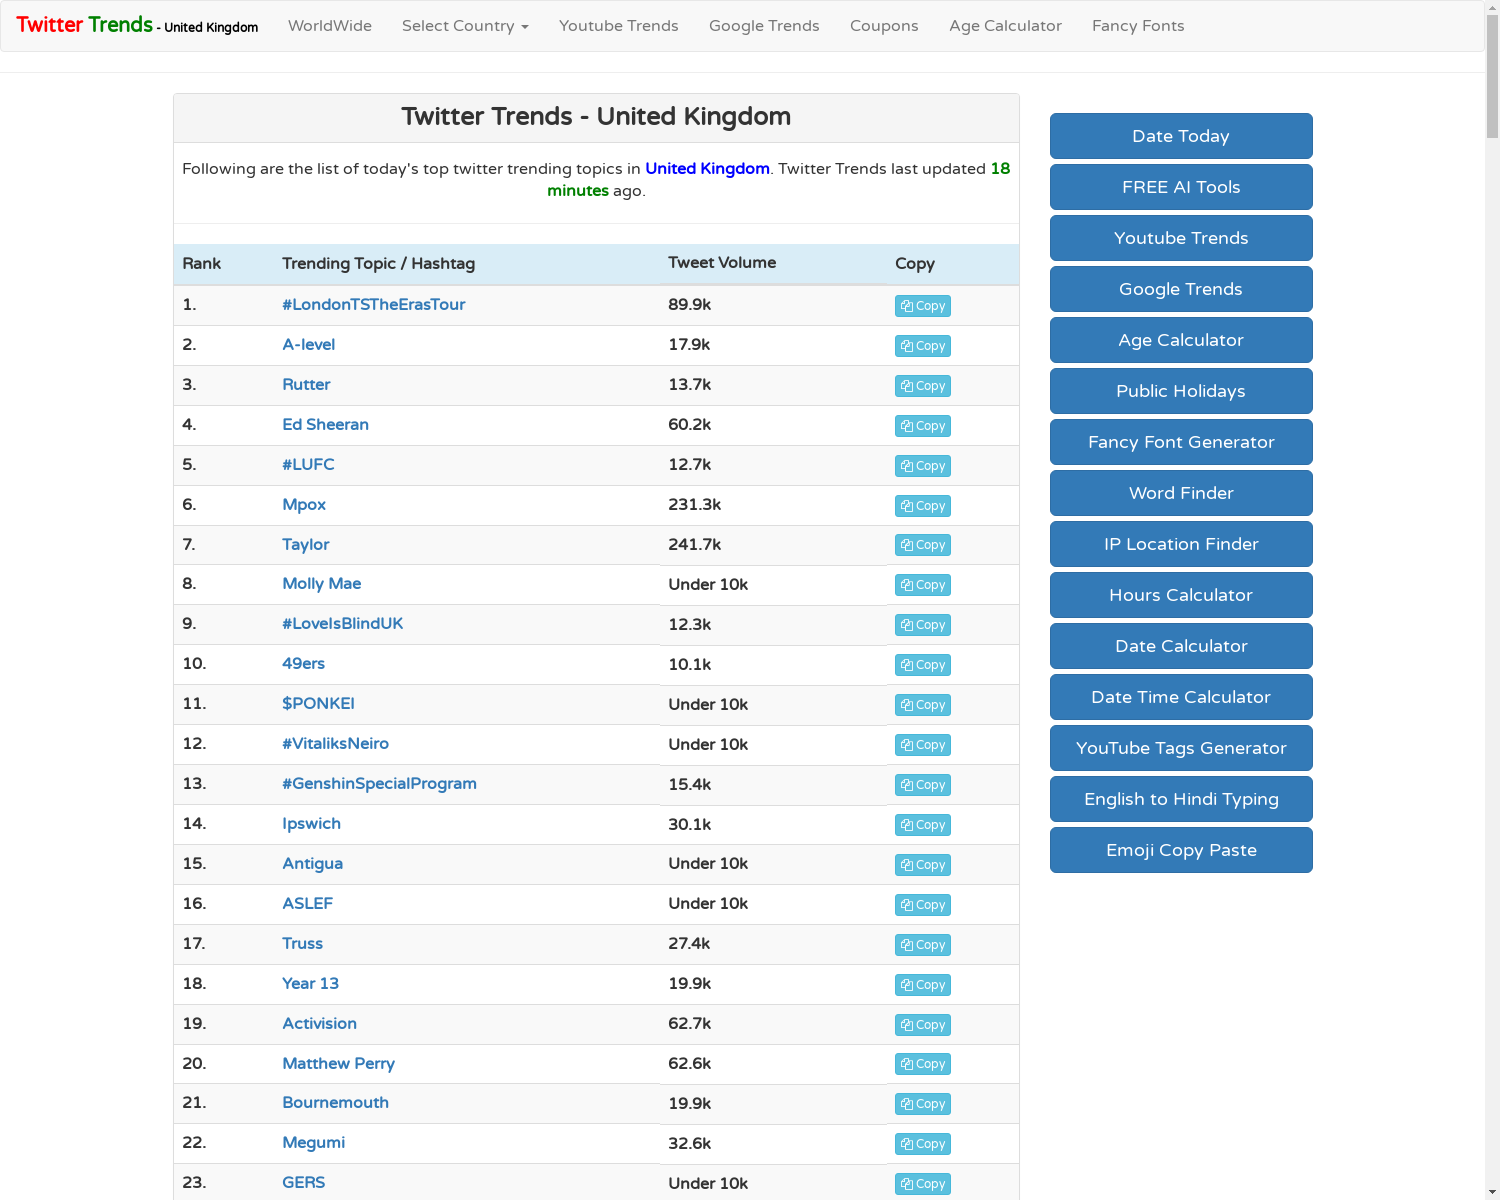 Twitter Trends - United Kingdom WorldWide Select Country Youtube Trends Google Trends Coupons Age Calculator Fancy Fonts
Twitter Trends - United Kingdom
Following are the list of today's top twitter trending topics in United Kingdom. Twitter Trends last updated 18
minutes ago.
Rank Trending Topic / Hashtag Tweet Volume Copy
1. #LondonTSTheErasTour 89.9k Copy
2. A-level 17.9k Copy
3. Rutter 13.7k Copy
4. Ed Sheeran 60.2k Copy
5. #LUFC 12.7k Copy
6. Mpox 231.3k Copy
7. Taylor 241.7k Copy
8. Molly Mae Under 10k Copy
9. #LoveIsBlindUK 12.3k Copy
10. 49ers 10.1k Copy
11. $PONKEI Under 10k Copy
12. #VitaliksNeiro Under 10k Copy
13. #GenshinSpecialProgram 15.4k Copy
14. Ipswich 30.1k Copy
15. Antigua Under 10k Copy
16. ASLEF Under 10k Copy
17. Truss 27.4k Copy
18. Year 13 19.9k Copy
19. Activision 62.7k Copy
20. Matthew Perry 62.6k Copy
21. Bournemouth 19.9k Copy
22. Megumi 32.6k Copy
23. GERS Under 10k Copy
Date Today
FREE AI Tools
Youtube Trends
Google Trends
Age Calculator
Public Holidays
Fancy Font Generator
Word Finder
IP Location Finder
Hours Calculator
Date Calculator
Date Time Calculator
YouTube Tags Generator
English to Hindi Typing
Emoji Copy Paste